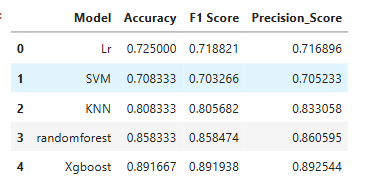 Model Accuracy F1 Score Precision_Score
0 Lr 0.725000 0.718821 0.716896
1 SVM 0.708333 0.703266 0.705233
2 KNN 0.808333 0.805682 0.833058
3 randomforest 0.858333 0.858474 0.860595
4 Xgboost 0.891667 0.891938 0.892544